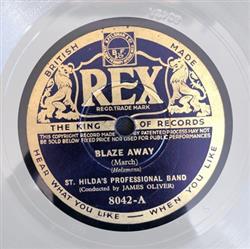 BRITISH MADE
REX
REGD. TRADE MARK
THE KING OF RECORDS
THIS COPYRIGHT RECORD MADE BY PATENTED PROCESS MAY NOT
BE SOLD BELOW FIXED PRICE NOR USED FOR PUBLIC PERFORMANCES
BLAZE AWAY
(March)
(Holzmann)
ST. HILDA'S PROFESSIONAL BAND
(Conducted by JAMES OLIVER)
8042-A
HEAR WHAT YOU LIKE — WHEN YOU LIKE